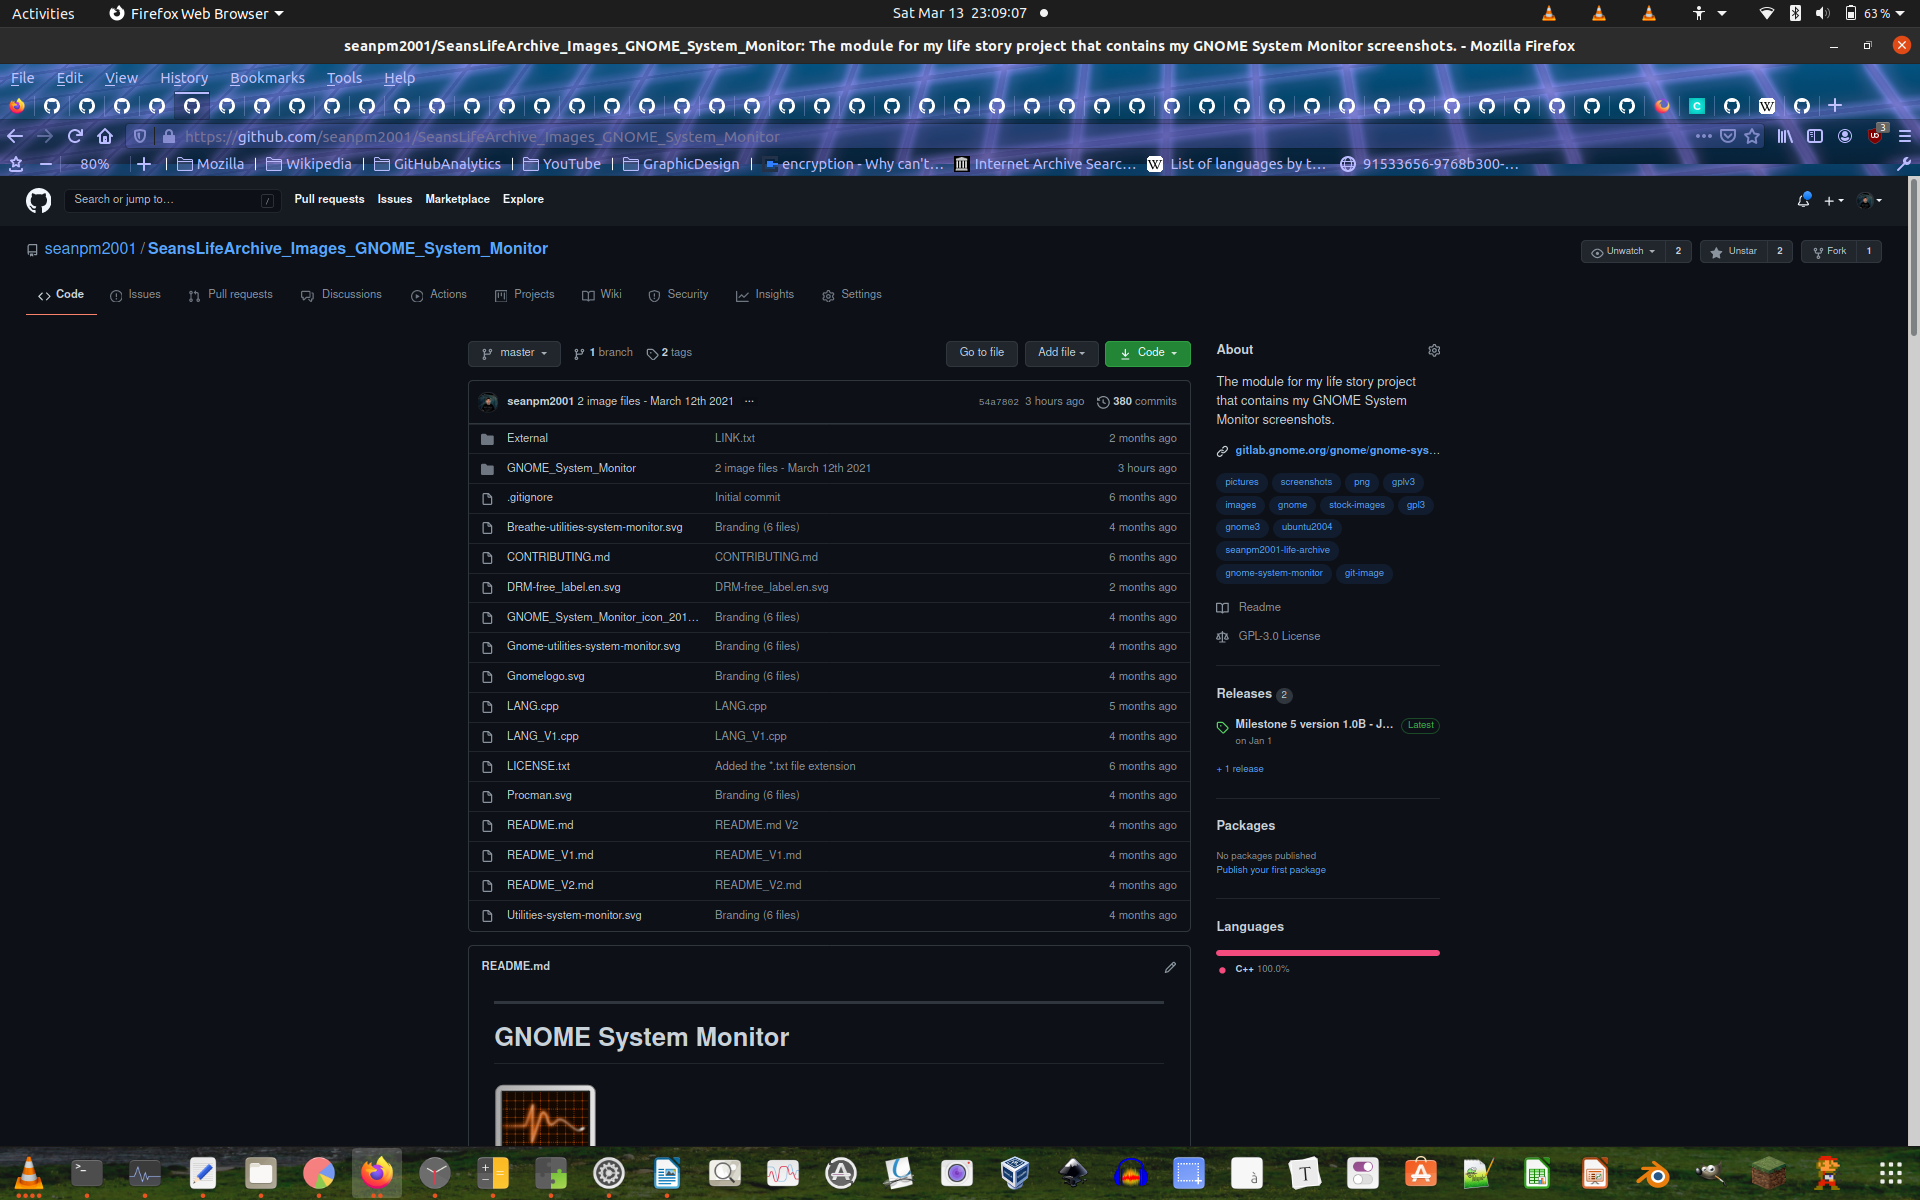 Activities Firefox Web Browser Sat Mar 13 23:09:07 63 %
seanpm2001/SeansLifeArchive_Images_GNOME_System_Monitor: The module for my life story project that contains my GNOME System Monitor screenshots. - Mozilla Firefox
File Edit View History Bookmarks Tools Help
https://github.com/seanpm2001/SeansLifeArchive_Images_GNOME_System_Monitor 3
80% Mozilla Wikipedia GitHubAnalytics YouTube GraphicDesign encryption - Why can't… Internet Archive Searc… List of languages by t… 91533656-9768b300-…
Search or jump to… / Pull requests Issues Marketplace Explore
seanpm2001 / SeansLifeArchive_Images_GNOME_System_Monitor Unwatch 2 Unstar 2 Fork 1
Code Issues Pull requests Discussions Actions Projects Wiki Security Insights Settings
master 1 branch 2 tags Go to file Add file Code
seanpm2001 2 image files - March 12th 2021 ... 54a7802 3 hours ago 380 commits
External LINK.txt 2 months ago
GNOME_System_Monitor 2 image files - March 12th 2021 3 hours ago
.gitignore Initial commit 6 months ago
Breathe-utilities-system-monitor.svg Branding (6 files) 4 months ago
CONTRIBUTING.md CONTRIBUTING.md 6 months ago
DRM-free_label.en.svg DRM-free_label.en.svg 2 months ago
GNOME_System_Monitor_icon_201… Branding (6 files) 4 months ago
Gnome-utilities-system-monitor.svg Branding (6 files) 4 months ago
Gnomelogo.svg Branding (6 files) 4 months ago
LANG.cpp LANG.cpp 5 months ago
LANG_V1.cpp LANG_V1.cpp 4 months ago
LICENSE.txt Added the *.txt file extension 6 months ago
Procman.svg Branding (6 files) 4 months ago
README.md README.md V2 4 months ago
README_V1.md README_V1.md 4 months ago
README_V2.md README_V2.md 4 months ago
Utilities-system-monitor.svg Branding (6 files) 4 months ago
README.md
GNOME System Monitor
About
The module for my life story project
that contains my GNOME System
Monitor screenshots.
gitlab.gnome.org/gnome/gnome-sys…
pictures screenshots png gplv3
images gnome stock-images gpl3
gnome3 ubuntu2004
seanpm2001-life-archive
gnome-system-monitor git-image
Readme
GPL-3.0 License
Releases 2
Milestone 5 version 1.0B - J… Latest
on Jan 1
+ 1 release
Packages
No packages published
Publish your first package
Languages
C++ 100.0%